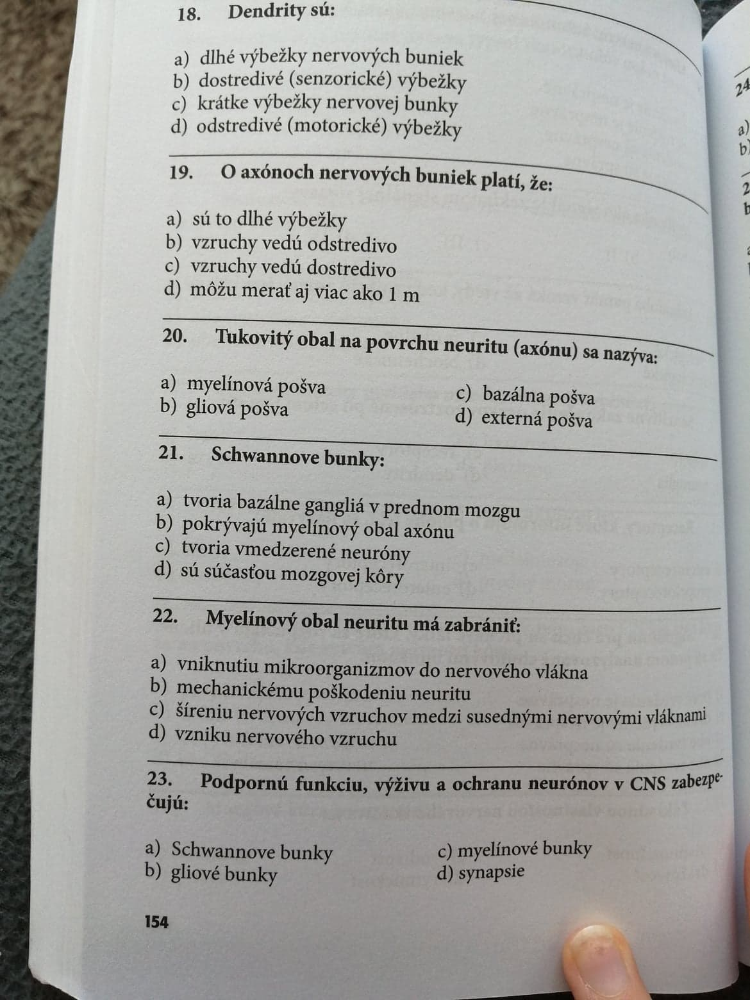 18. Dendrity sú:
a) dlhé výbežky nervových buniek
b) dostredivé (senzorické) výbežky
c) krátke výbežky nervovej bunky
d) odstredivé (motorické) výbežky
19. O axónoch nervových buniek platí, že:
a) sú to dlhé výbežky
b) vzruchy vedú odstredivo
c) vzruchy vedú dostredivo
d) môžu merať aj viac ako 1 m
20. Tukovitý obal na povrchu neuritu (axónu) sa nazýva:
a) myelínová pošva
b) gliová pošva
c) bazálna pošva
d) externá pošva
21. Schwannove bunky:
a) tvoria bazálne gangliá v prednom mozgu
b) pokrývajú myelínový obal axónu
c) tvoria vmedzerené neuróny
d) sú súčasťou mozgovej kôry
22. Myelínový obal neuritu má zabrániť:
a) vniknutiu mikroorganizmov do nervového vlákna
b) mechanickému poškodeniu neuritu
c) šíreniu nervových vzruchov medzi susednými nervovými vláknami
d) vzniku nervového vzruchu
23. Podpornú funkciu, výživu a ochranu neurónov v CNS zabezpe-
čujú:
a) Schwannove bunky
b) gliové bunky
c) myelínové bunky
d) synapsie
154
24
a)
b)
2
b